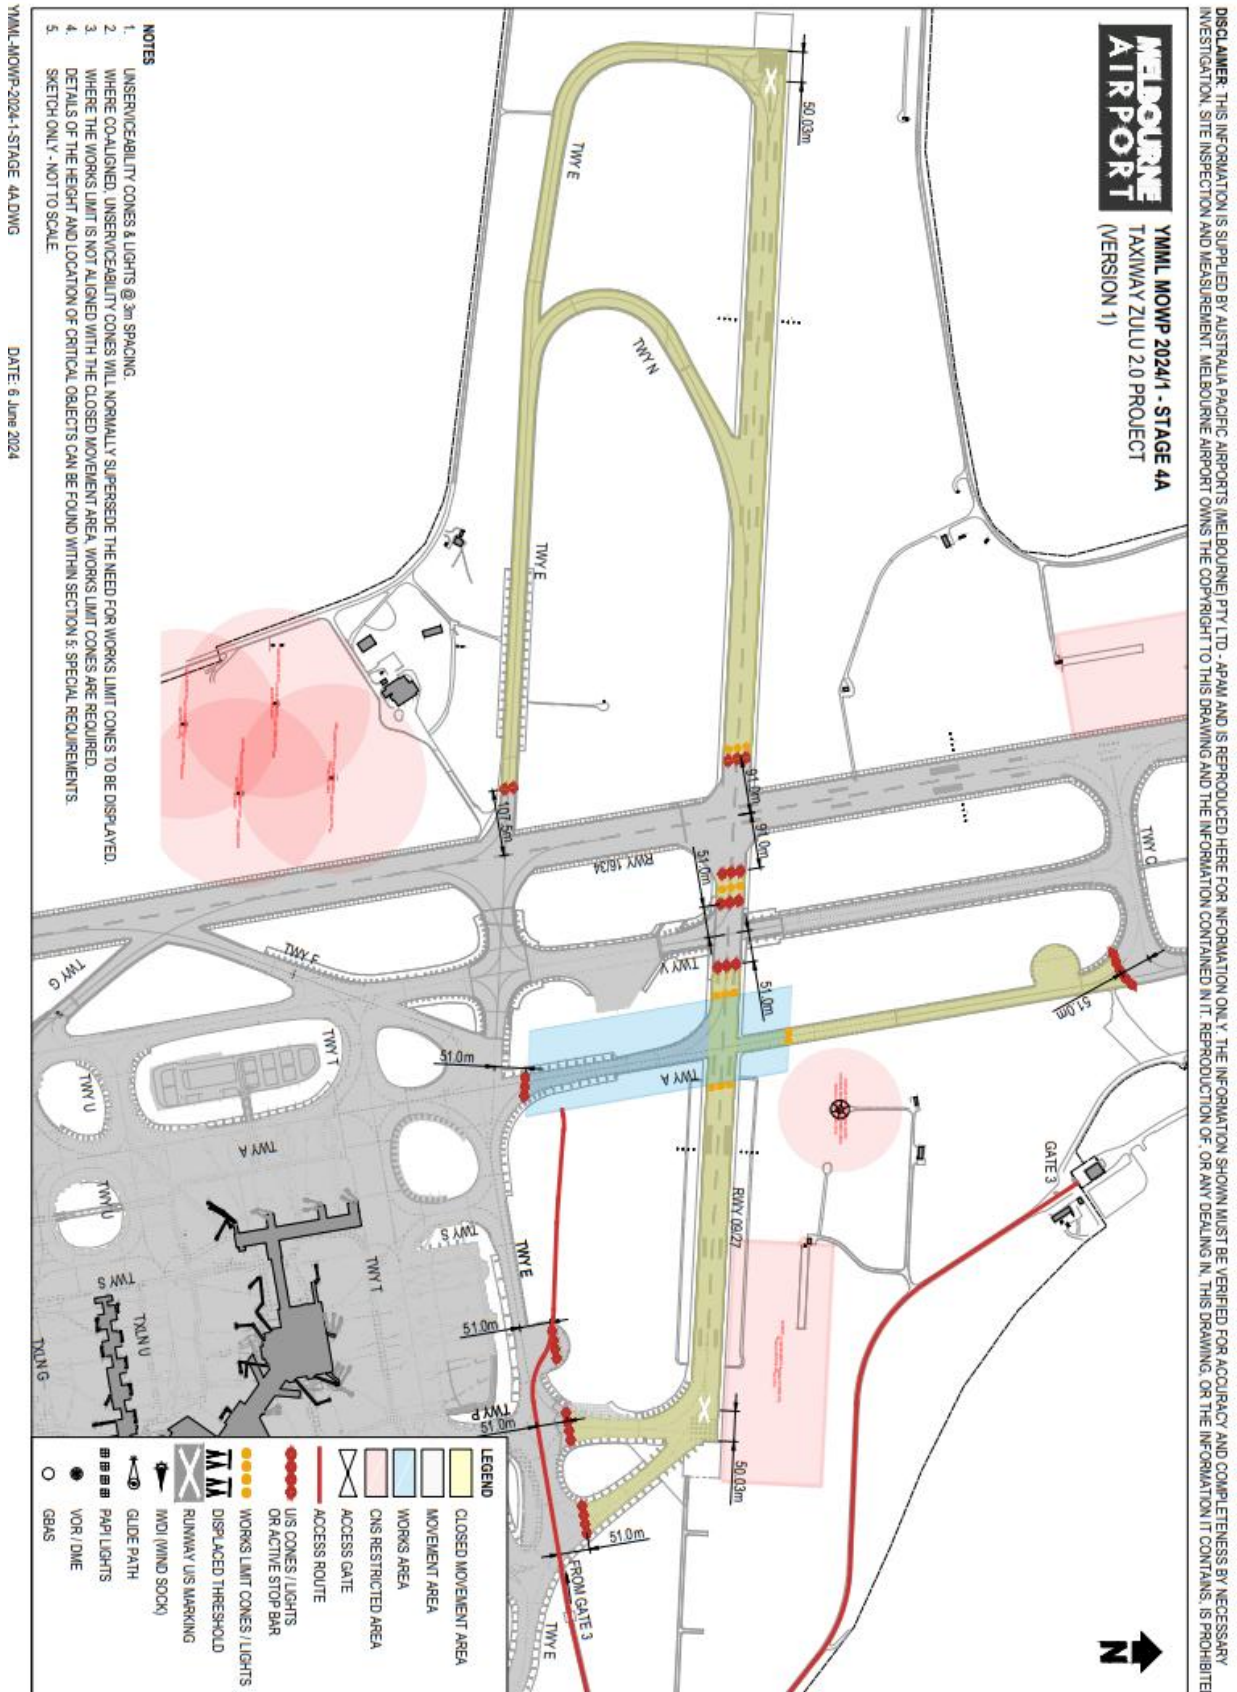 DISCLAIMER: THIS INFORMATION IS SUPPLIED BY AUSTRALIA PACIFIC AIRPORTS (MELBOURNE) PTY LTD - APAM AND IS REPRODUCED HERE FOR INFORMATION ONLY. THE INFORMATION SHOWN MUST BE VERIFIED FOR ACCURACY AND COMPLETENESS BY NECESSARY
INVESTIGATION, SITE INSPECTION AND MEASUREMENT. MELBOURNE AIRPORT OWNS THE COPYRIGHT TO THIS DRAWING AND THE INFORMATION CONTAINED IN IT. REPRODUCTION OF, OR ANY DEALING IN, THIS DRAWING, OR THE INFORMATION IT CONTAINS, IS PROHIBITED
MELBOURNE
AIRPORT
YMML MOWP 2024/1 - STAGE 4A
TAXIWAY ZULU 2.0 PROJECT
(VERSION 1)
N
50.03m
TWY E
TWY N
TWY E
91.0m
91.0m
107.5m
51.0m
RWY 16/34
TWY C
TWY V
51.0m
51.0m
TWY F
TWY G
51.0m
TWY A
TWY T
TWY U
TWY A
GATE 3
RWY 09/27
TWY U
TWY S
TWY E
TWY T
TWY S
TXLN U
TXLN G
51.0m
TWY P
51.0m
50.03m
51.0m
FROM GATE 3
TWY E
LEGEND
CLOSED MOVEMENT AREA
MOVEMENT AREA
WORKS AREA
CNS RESTRICTED AREA
ACCESS GATE
ACCESS ROUTE
U/S CONES / LIGHTS
OR ACTIVE STOP BAR
WORKS LIMIT CONES / LIGHTS
DISPLACED THRESHOLD
RUNWAY U/S MARKING
IWDI (WIND SOCK)
GLIDE PATH
PAPI LIGHTS
VOR / DME
GBAS
NOTES
1. UNSERVICEABILITY CONES & LIGHTS @ 3m SPACING.
2. WHERE CO-ALIGNED, UNSERVICEABILITY CONES WILL NORMALLY SUPERSEDE THE NEED FOR WORKS LIMIT CONES TO BE DISPLAYED.
3. WHERE THE WORKS LIMIT IS NOT ALIGNED WITH THE CLOSED MOVEMENT AREA, WORKS LIMIT CONES ARE REQUIRED.
4. DETAILS OF THE HEIGHT AND LOCATION OF CRITICAL OBJECTS CAN BE FOUND WITHIN SECTION 5: SPECIAL REQUIREMENTS.
5. SKETCH ONLY - NOT TO SCALE.
YMML-MOWP-2024-1-STAGE 4A.DWG DATE: 6 June 2024